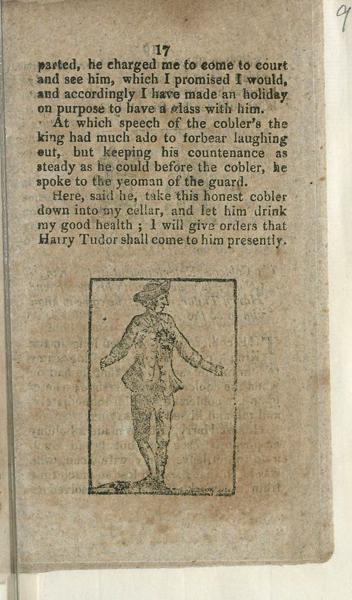 17
parted, he charged me to come to court
and see him, which I promised I would,
and accordingly I have made an holiday
on purpose to have a glass with him.
At which speech of the cobler's the
king had much ado to forbear laughing
out, but keeping his countenance as
steady as he could before the cobler, he
spoke to the yeoman of the guard.
Here, said he, take this honest cobler
down into my cellar, and let him drink
my good health ; I will give orders that
Harry Tudor shall come to him presently.
9